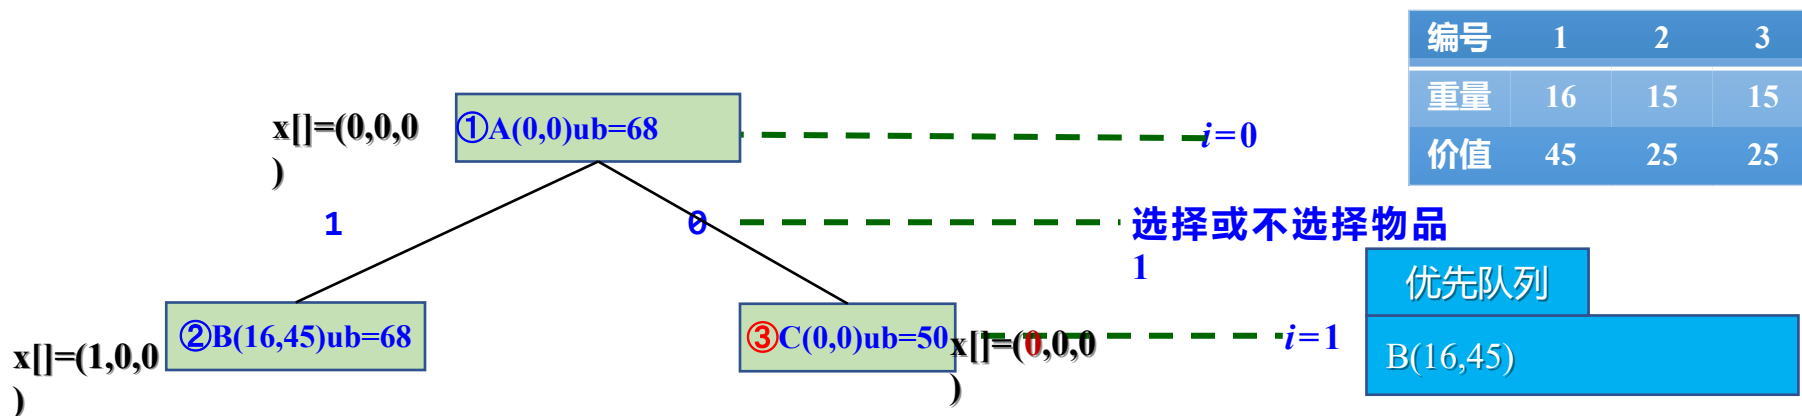 编号 1 2 3
重量 16 15 15
价值 45 25 25
x[]=(0,0,0
)
①A(0,0)ub=68
i=0
1
0
选择或不选择物品
1
优先队列
B(16,45)
x[]=(1,0,0
)
②B(16,45)ub=68
③C(0,0)ub=50
x[]=(0,0,0
)
i=1